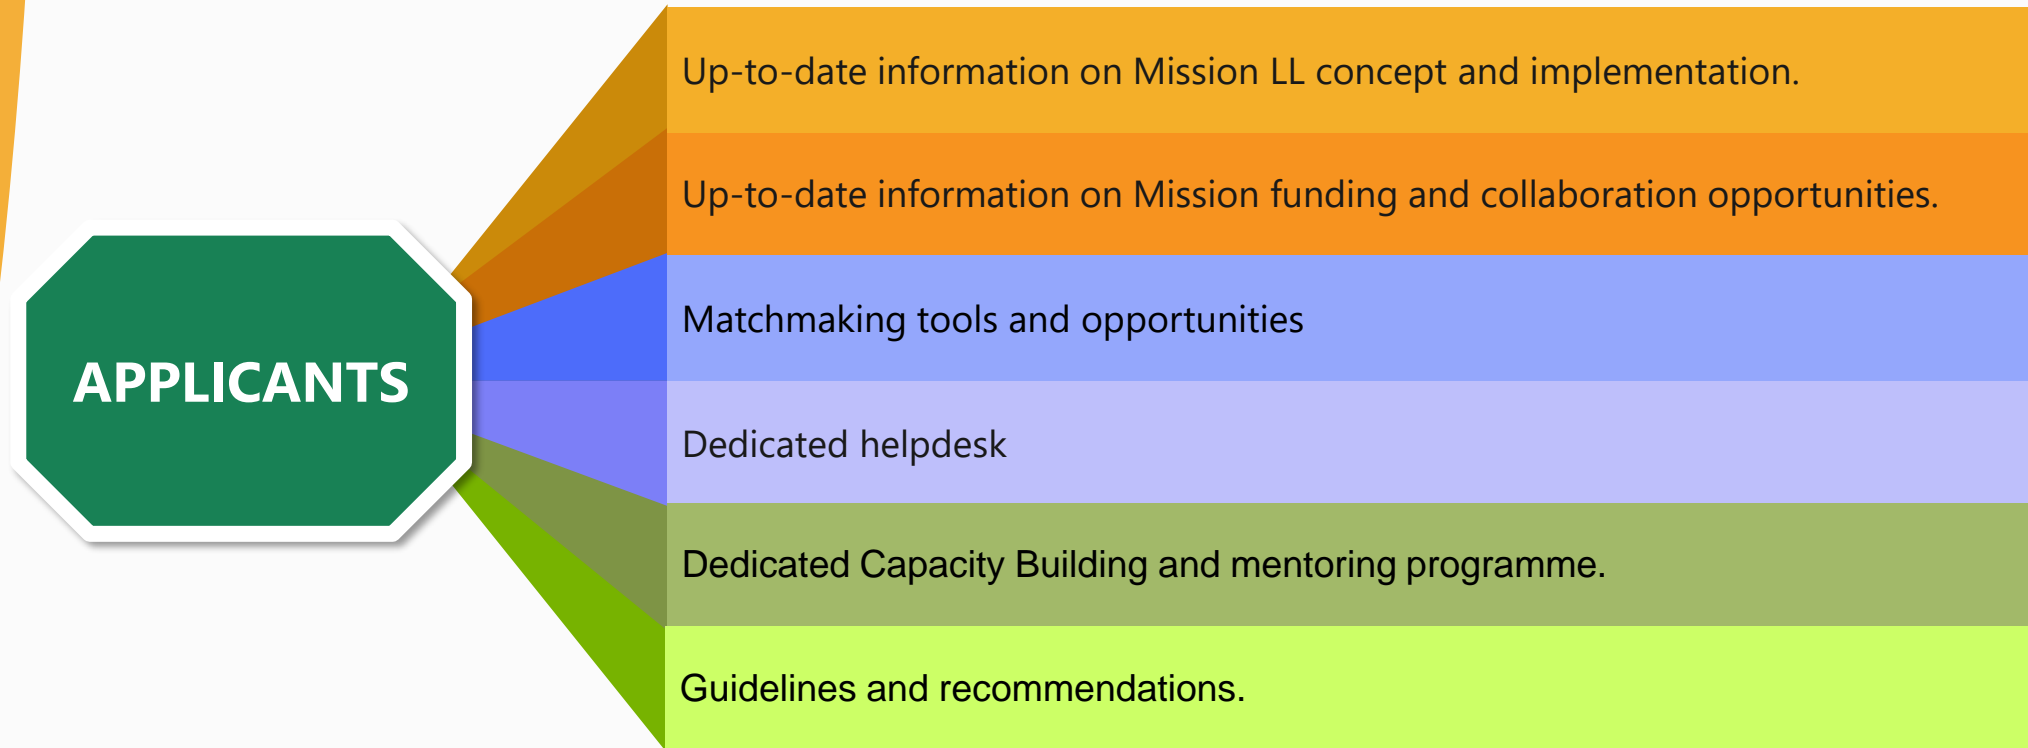 APPLICANTS
Up-to-date information on Mission LL concept and implementation.
Up-to-date information on Mission funding and collaboration opportunities.
Matchmaking tools and opportunities
Dedicated helpdesk
Dedicated Capacity Building and mentoring programme.
Guidelines and recommendations.